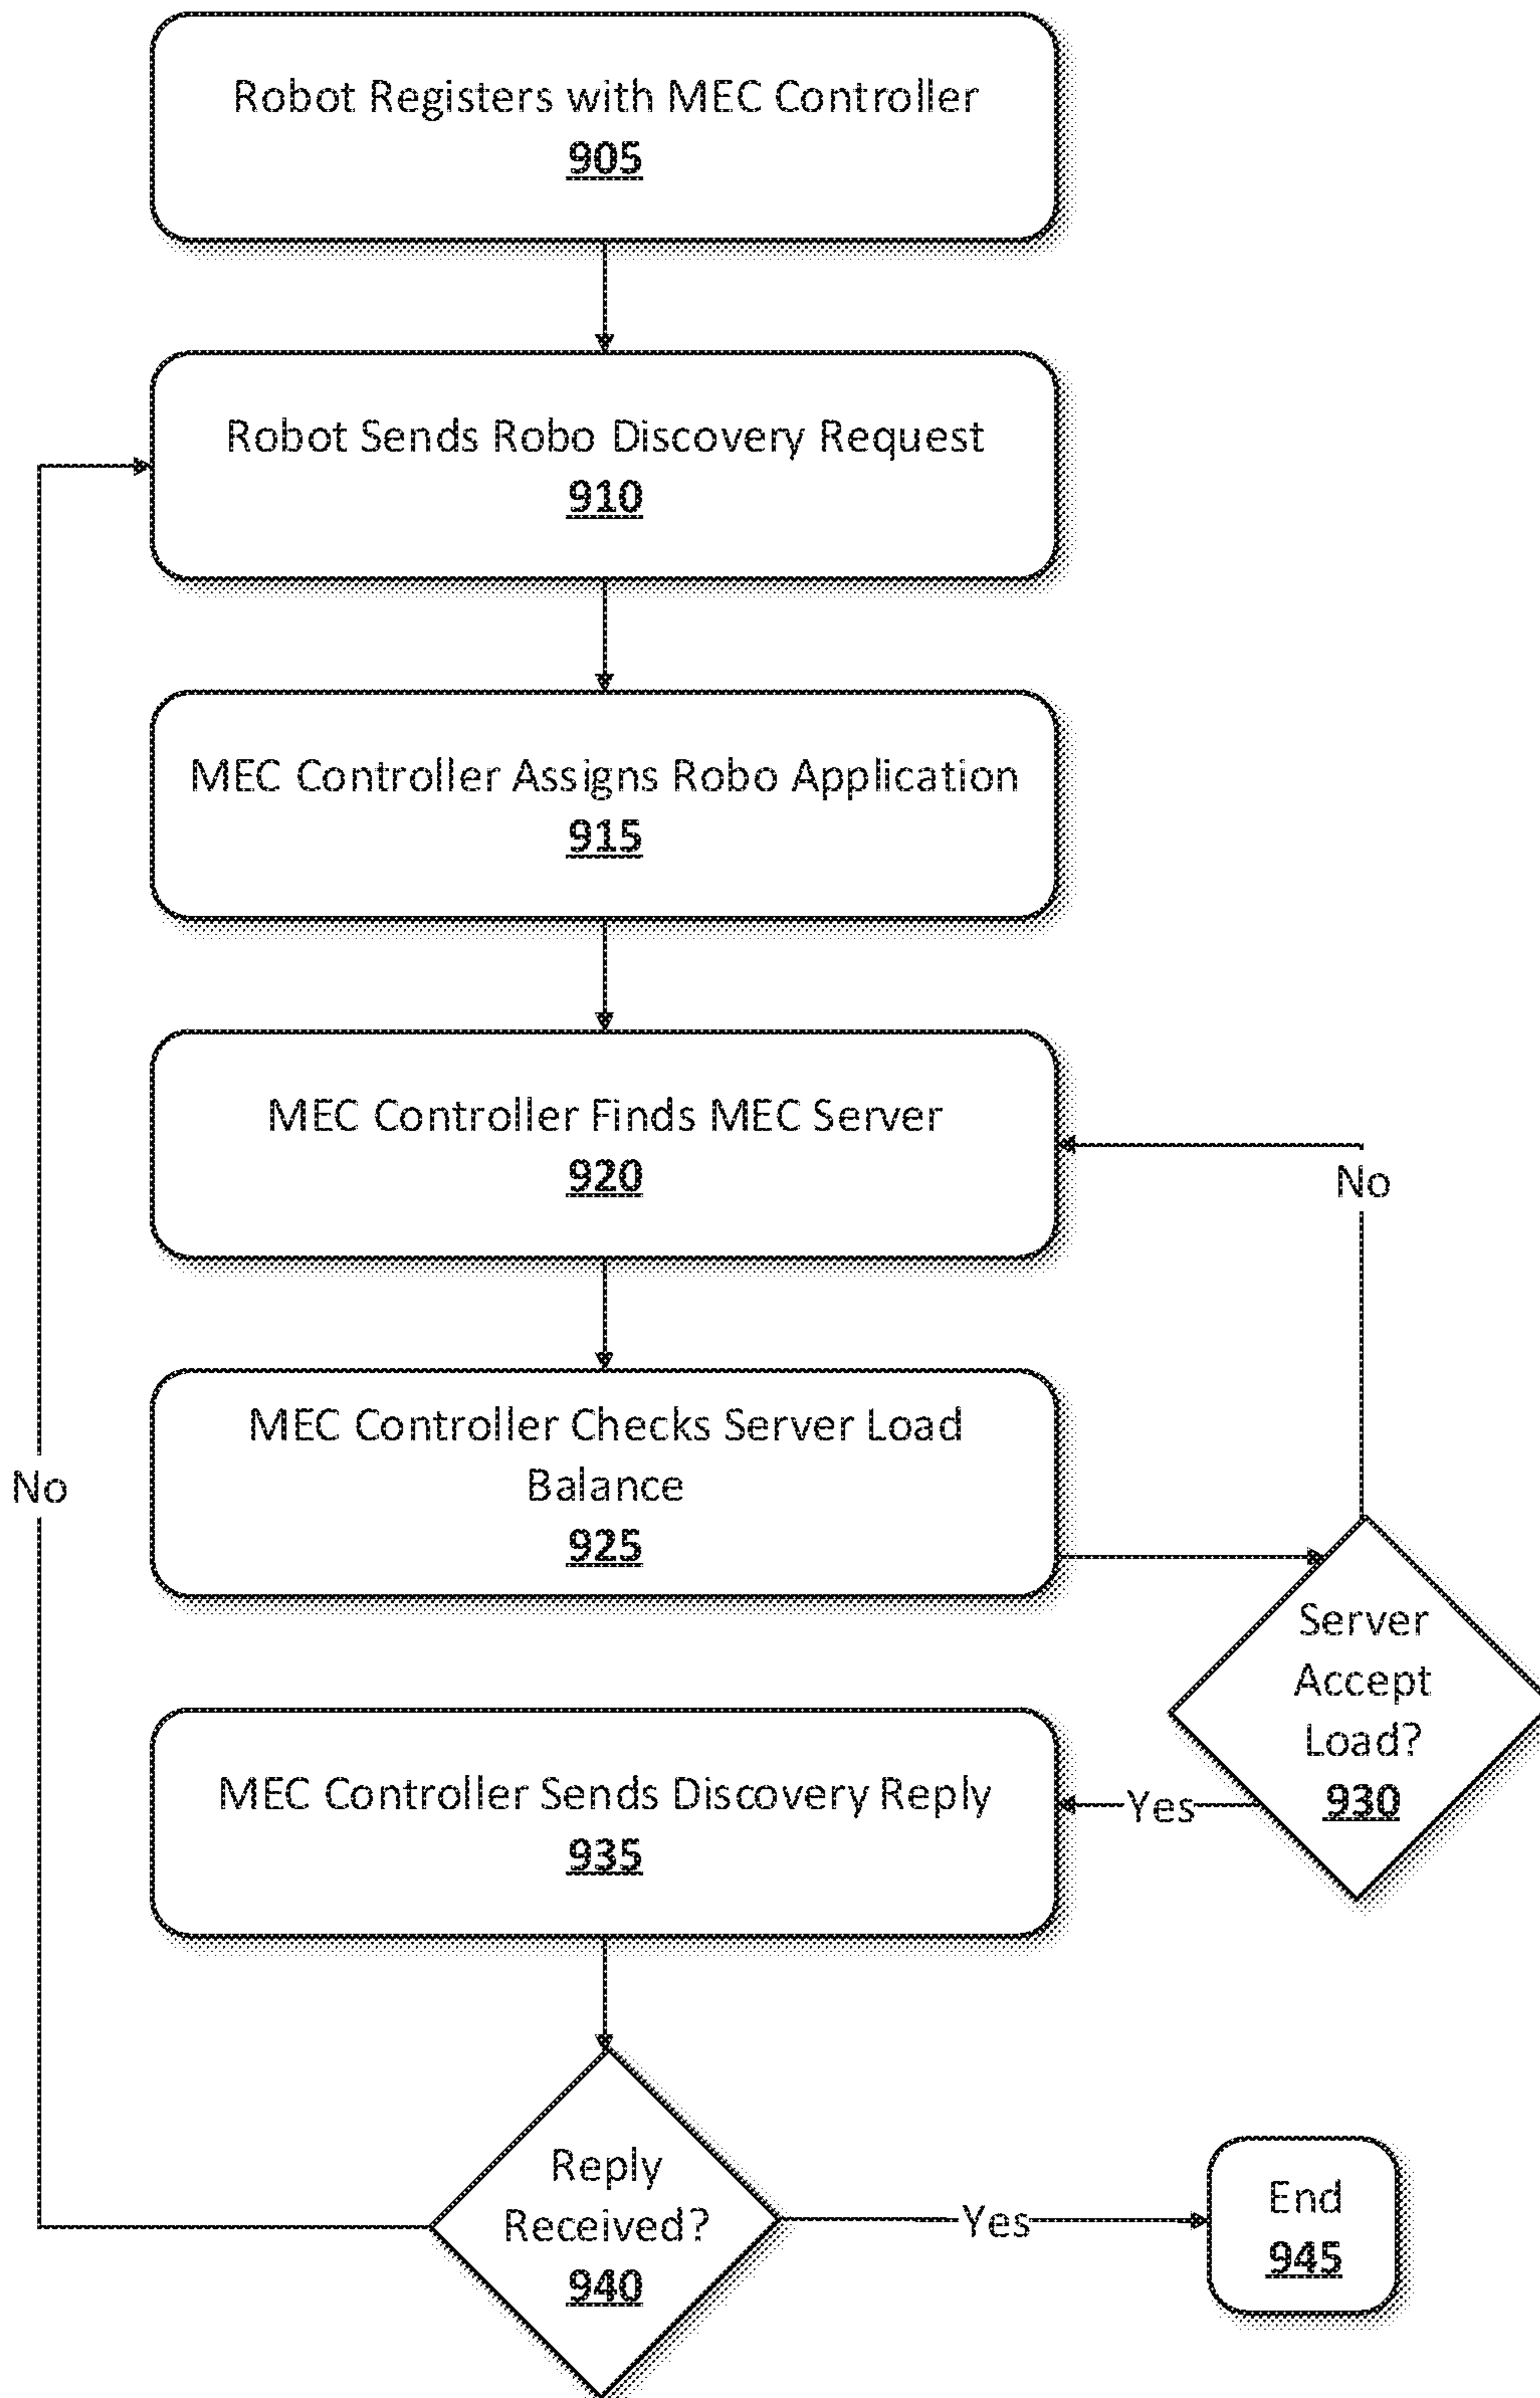 Robot Registers with MEC Controller
905
Robot Sends Robo Discovery Request
910
MEC Controller Assigns Robo Application
915
MEC Controller Finds MEC Server
920
No
MEC Controller Checks Server Load
Balance
925
No
Server
Accept
Load?
930
Yes
MEC Controller Sends Discovery Reply
935
Reply
Received?
940
Yes
End
945